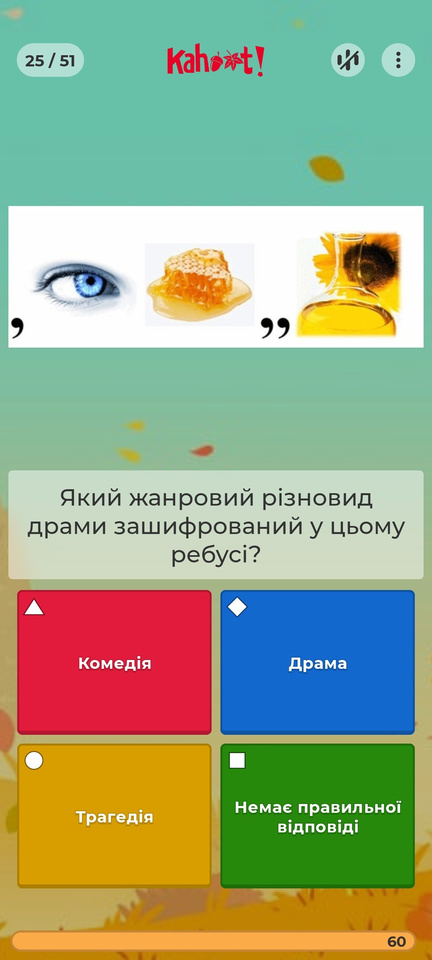 25 / 51
Kahoot!
, ,,
Який жанровий різновид
драми зашифрований у цьому
ребусі?
Комедія
Драма
Трагедія
Немає правильної
відповіді
60